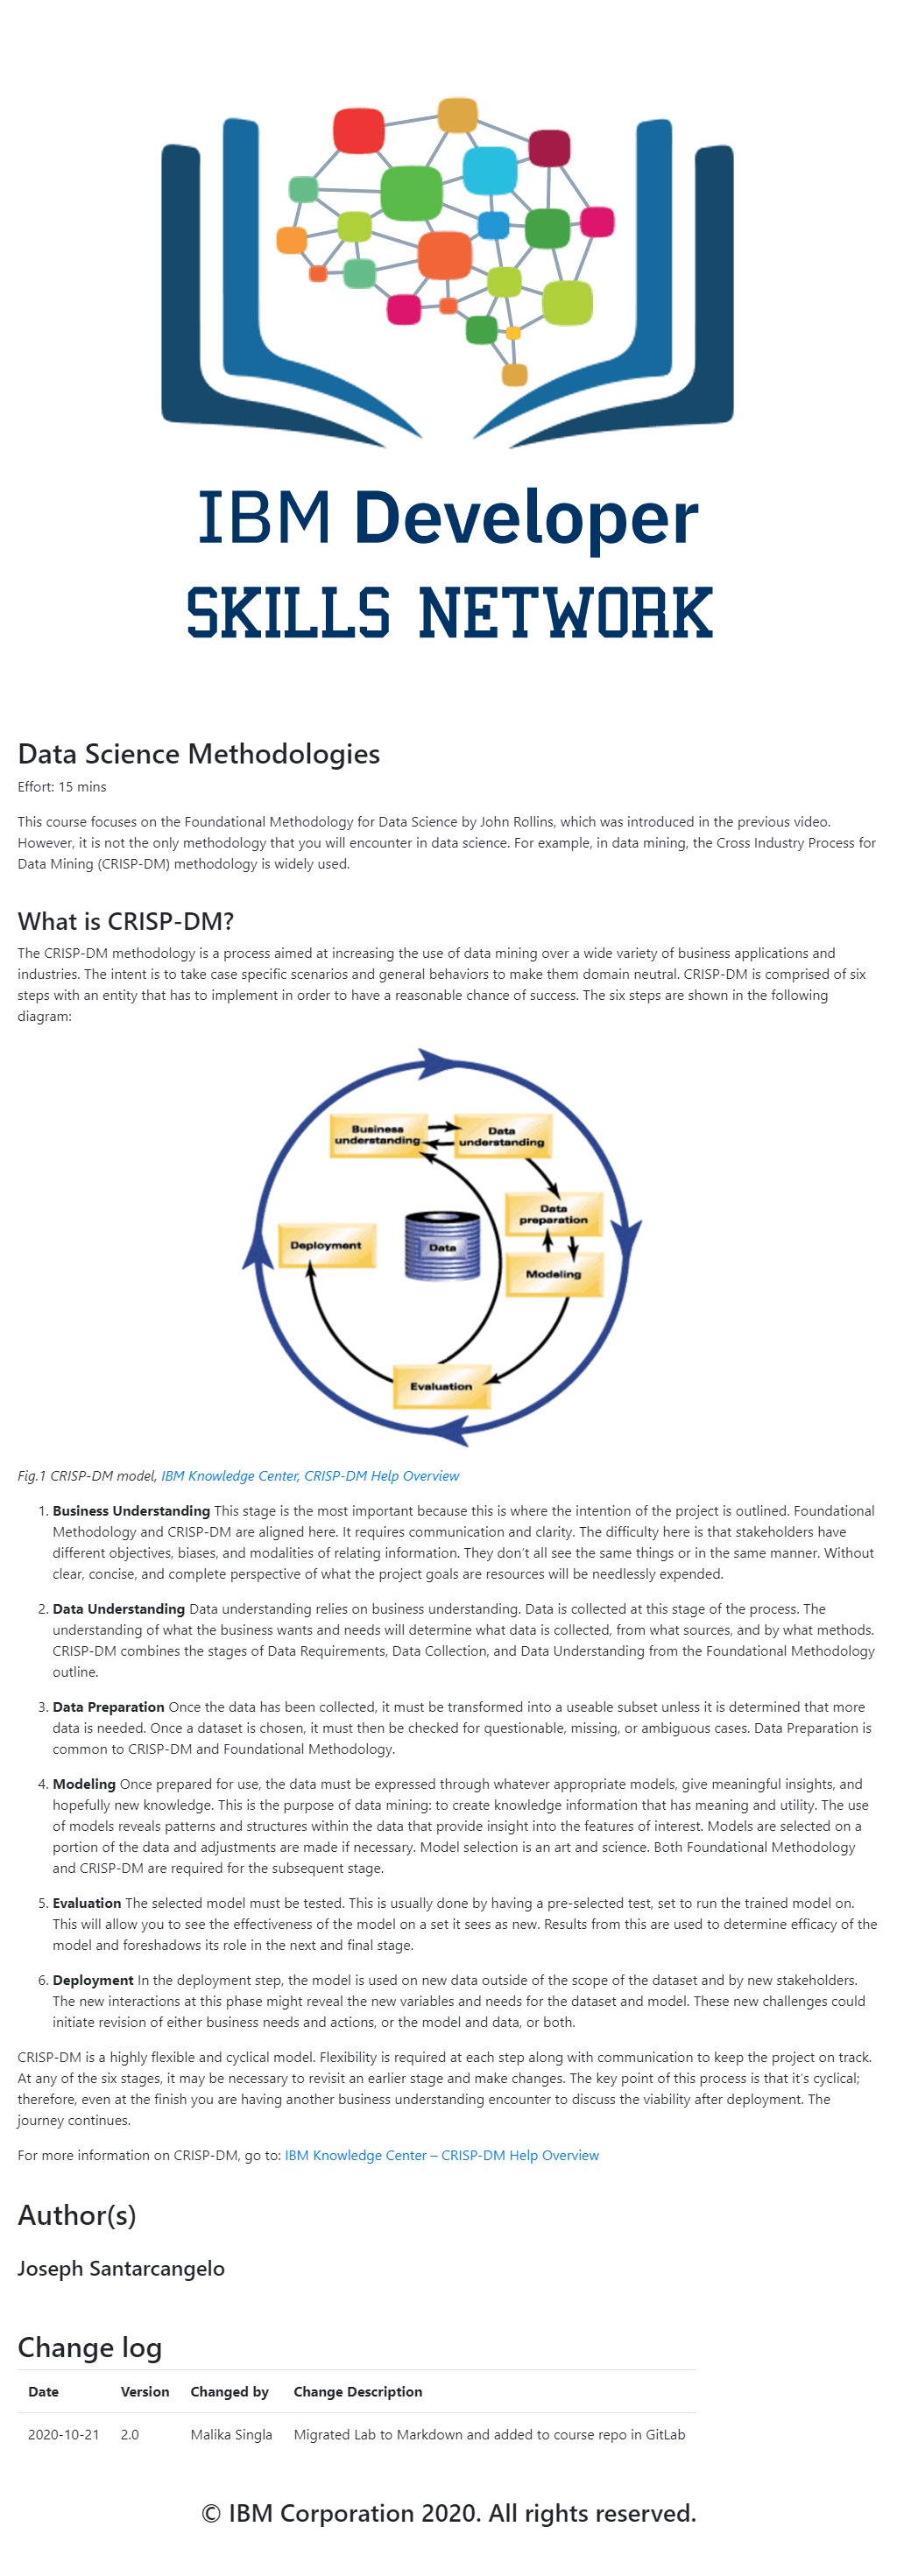 IBM Developer
SKILLS NETWORK
Data Science Methodologies
Effort: 15 mins
This course focuses on the Foundational Methodology for Data Science by John Rollins, which was introduced in the previous video.
However, it is not the only methodology that you will encounter in data science. For example, in data mining, the Cross Industry Process for
Data Mining (CRISP-DM) methodology is widely used.
What is CRISP-DM?
The CRISP-DM methodology is a process aimed at increasing the use of data mining over a wide variety of business applications and
industries. The intent is to take case specific scenarios and general behaviors to make them domain neutral. CRISP-DM is comprised of six
steps with an entity that has to implement in order to have a reasonable chance of success. The six steps are shown in the following
diagram:
Business
understanding
Data
understanding
Data
preparation
Deployment
Data
Modeling
Evaluation
Fig.1 CRISP-DM model, IBM Knowledge Center, CRISP-DM Help Overview
1. Business Understanding This stage is the most important because this is where the intention of the project is outlined. Foundational
Methodology and CRISP-DM are aligned here. It requires communication and clarity. The difficulty here is that stakeholders have
different objectives, biases, and modalities of relating information. They don't all see the same things or in the same manner. Without
clear, concise, and complete perspective of what the project goals are resources will be needlessly expended.
2. Data Understanding Data understanding relies on business understanding. Data is collected at this stage of the process. The
understanding of what the business wants and needs will determine what data is collected, from what sources, and by what methods.
CRISP-DM combines the stages of Data Requirements, Data Collection, and Data Understanding from the Foundational Methodology
outline.
3. Data Preparation Once the data has been collected, it must be transformed into a useable subset unless it is determined that more
data is needed. Once a dataset is chosen, it must then be checked for questionable, missing, or ambiguous cases. Data Preparation is
common to CRISP-DM and Foundational Methodology.
4. Modeling Once prepared for use, the data must be expressed through whatever appropriate models, give meaningful insights, and
hopefully new knowledge. This is the purpose of data mining: to create knowledge information that has meaning and utility. The use
of models reveals patterns and structures within the data that provide insight into the features of interest. Models are selected on a
portion of the data and adjustments are made if necessary. Model selection is an art and science. Both Foundational Methodology
and CRISP-DM are required for the subsequent stage.
5. Evaluation The selected model must be tested. This is usually done by having a pre-selected test, set to run the trained model on.
This will allow you to see the effectiveness of the model on a set it sees as new. Results from this are used to determine efficacy of the
model and foreshadows its role in the next and final stage.
6. Deployment In the deployment step, the model is used on new data outside of the scope of the dataset and by new stakeholders.
The new interactions at this phase might reveal the new variables and needs for the dataset and model. These new challenges could
initiate revision of either business needs and actions, or the model and data, or both.
CRISP-DM is a highly flexible and cyclical model. Flexibility is required at each step along with communication to keep the project on track.
At any of the six stages, it may be necessary to revisit an earlier stage and make changes. The key point of this process is that it's cyclical;
therefore, even at the finish you are having another business understanding encounter to discuss the viability after deployment. The
journey continues.
For more information on CRISP-DM, go to: IBM Knowledge Center – CRISP-DM Help Overview
Author(s)
Joseph Santarcangelo
Change log
Date Version Changed by Change Description
2020-10-21 2.0 Malika Singla Migrated Lab to Markdown and added to course repo in GitLab
© IBM Corporation 2020. All rights reserved.